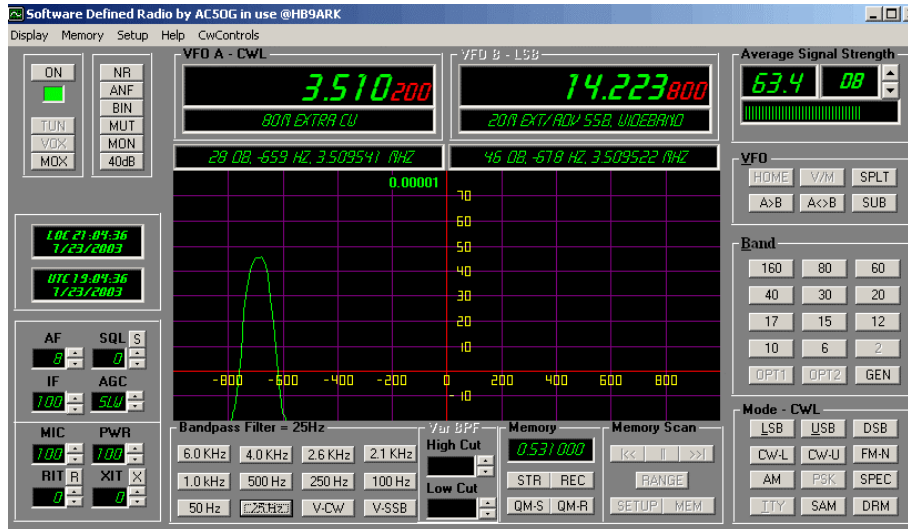 Software Defined Radio by AC5OG in use @HB9ARK
Display Memory Setup Help CwControls
VFO A - CWL
VFO B - LSB
Average Signal Strength
ON
NR
ANF
BIN
TUN
MUT
VOX
MON
MOX
40dB
3.510200
80M EXTRA CW
14.223800
20M EXT/ADV SSB, WIDEBAND
63.4
DB
28 DB, -659 HZ, 3.509541 MHZ
46 DB, -678 HZ, 3.509522 MHZ
0.00001
70
60
50
40
30
20
10
-10
-800 -600 -400 -200 0 200 400 600 800
LOC 21:04:36
7/23/2003
UTC 19:04:36
7/23/2003
VFO
HOME V/M SPLT
A>B A<>B SUB
Band
160 80 60
40 30 20
17 15 12
10 6 2
OPT1 OPT2 GEN
AF SQL S
8 0
IF AGC
100 SLW
MIC PWR
100 100
RIT R XIT X
0 0
Bandpass Filter = 25Hz
6.0 KHz 4.0 KHz 2.6 KHz 2.1 KHz
1.0 kHz 500 Hz 250 Hz 100 Hz
50 Hz 25 Hz V-CW V-SSB
Var BPF
High Cut
Low Cut
Memory
0.531000
STR REC
QM-S QM-R
Memory Scan
|<< || >>|
RANGE
SETUP MEM
Mode - CWL
LSB USB DSB
CW-L CW-U FM-N
AM PSK SPEC
ITY SAM DRM